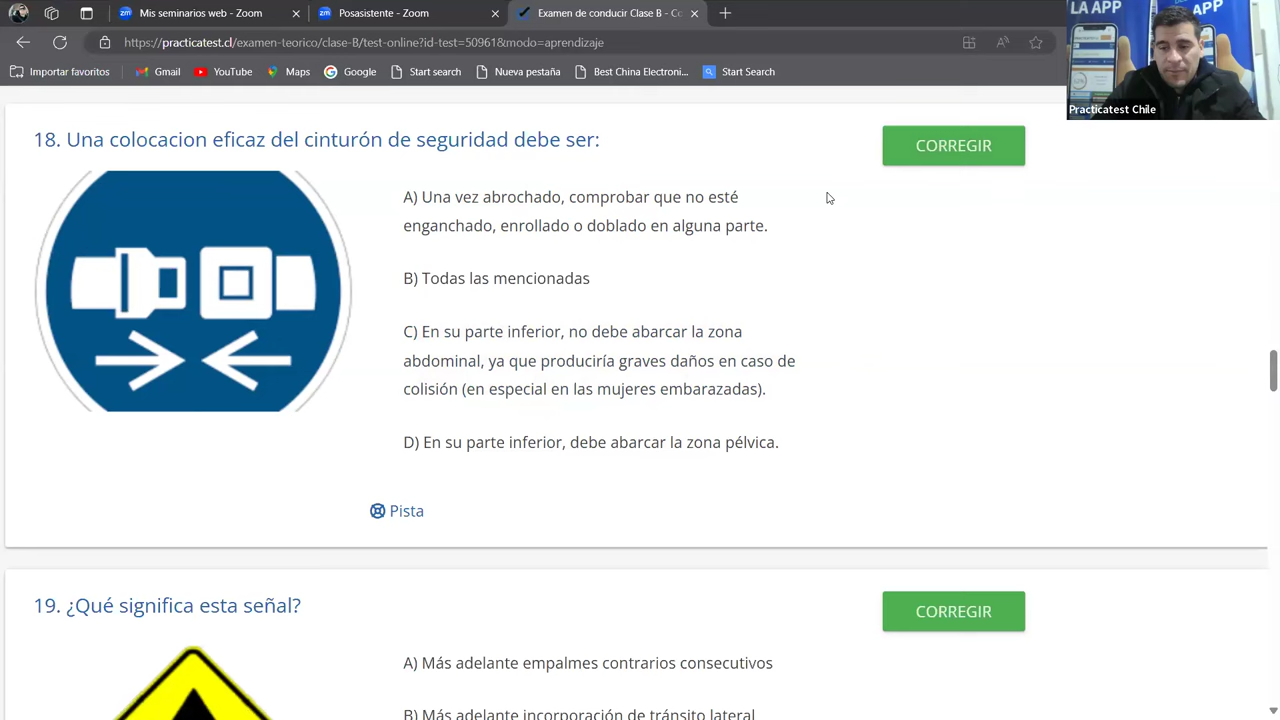 Mis seminarios web - Zoom
Posasistente - Zoom
Examen de conducir Clase B - Co
https://practicatest.cl/examen-teorico/clase-B/test-online?id-test=50961&modo=aprendizaje
Importar favoritos
Gmail
YouTube
Maps
Google
Start search
Nueva pestaña
Best China Electroni...
Start Search
LA APP
APP
Practicatest Chile
18. Una colocacion eficaz del cinturón de seguridad debe ser:
CORREGIR
A) Una vez abrochado, comprobar que no esté
enganchado, enrollado o doblado en alguna parte.
B) Todas las mencionadas
C) En su parte inferior, no debe abarcar la zona
abdominal, ya que produciría graves daños en caso de
colisión (en especial en las mujeres embarazadas).
D) En su parte inferior, debe abarcar la zona pélvica.
Pista
19. ¿Qué significa esta señal?
CORREGIR
A) Más adelante empalmes contrarios consecutivos
B) Más adelante incorporación de tránsito lateral